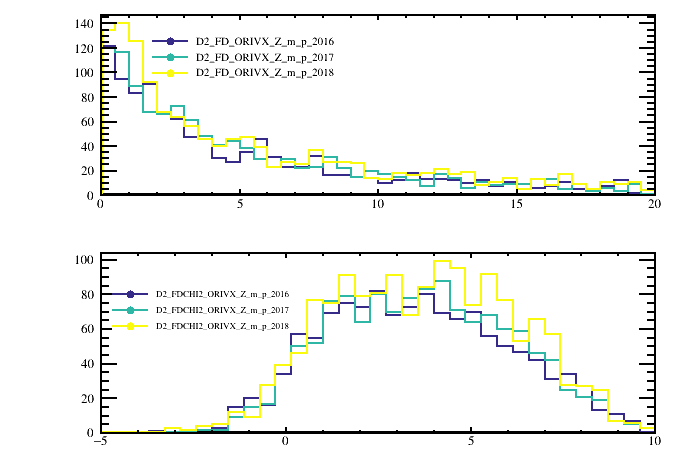 140
120
100
80
60
40
20
0
D2_FD_ORIVX_Z_m_p_2016
D2_FD_ORIVX_Z_m_p_2017
D2_FD_ORIVX_Z_m_p_2018
0 5 10 15 20
100
80
60
40
20
0
D2_FDCHI2_ORIVX_Z_m_p_2016
D2_FDCHI2_ORIVX_Z_m_p_2017
D2_FDCHI2_ORIVX_Z_m_p_2018
−5 0 5 10